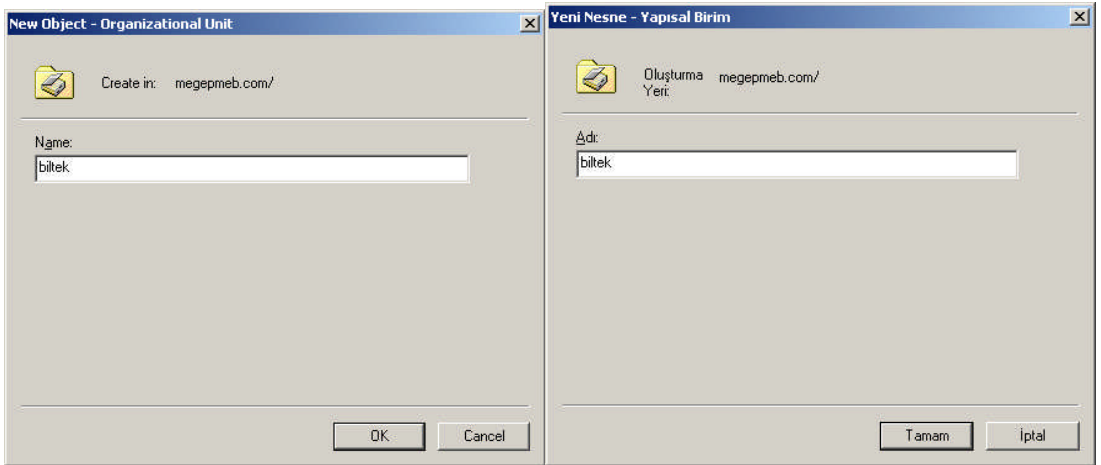 New Object - Organizational Unit
Create in: megepmeb.com/
Name:
biltek
OK Cancel
Yeni Nesne - Yapısal Birim
Oluşturma Yeri: megepmeb.com/
Adı:
biltek
Tamam İptal